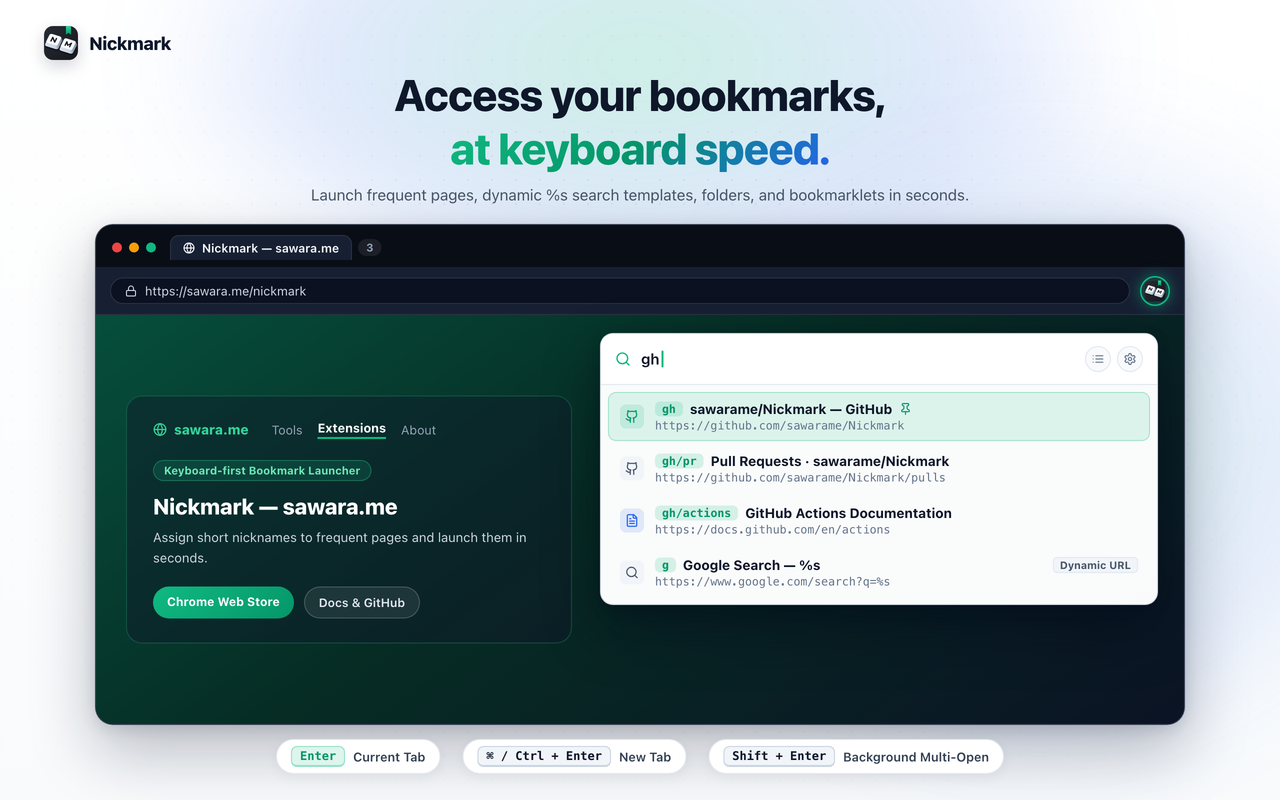 N M
Nickmark
Access your bookmarks,
at keyboard speed.
Launch frequent pages, dynamic %s search templates, folders, and bookmarklets in seconds.
Nickmark — sawara.me
3
https://sawara.me/nickmark
N M
gh
sawara.me Tools Extensions About
Keyboard-first Bookmark Launcher
Nickmark — sawara.me
Assign short nicknames to frequent pages and launch them in
seconds.
Chrome Web Store
Docs & GitHub
gh sawarame/Nickmark — GitHub
https://github.com/sawarame/Nickmark
gh/pr Pull Requests · sawarame/Nickmark
https://github.com/sawarame/Nickmark/pulls
gh/actions GitHub Actions Documentation
https://docs.github.com/en/actions
g Google Search — %s
Dynamic URL
https://www.google.com/search?q=%s
Enter Current Tab
⌘ / Ctrl + Enter New Tab
Shift + Enter Background Multi-Open